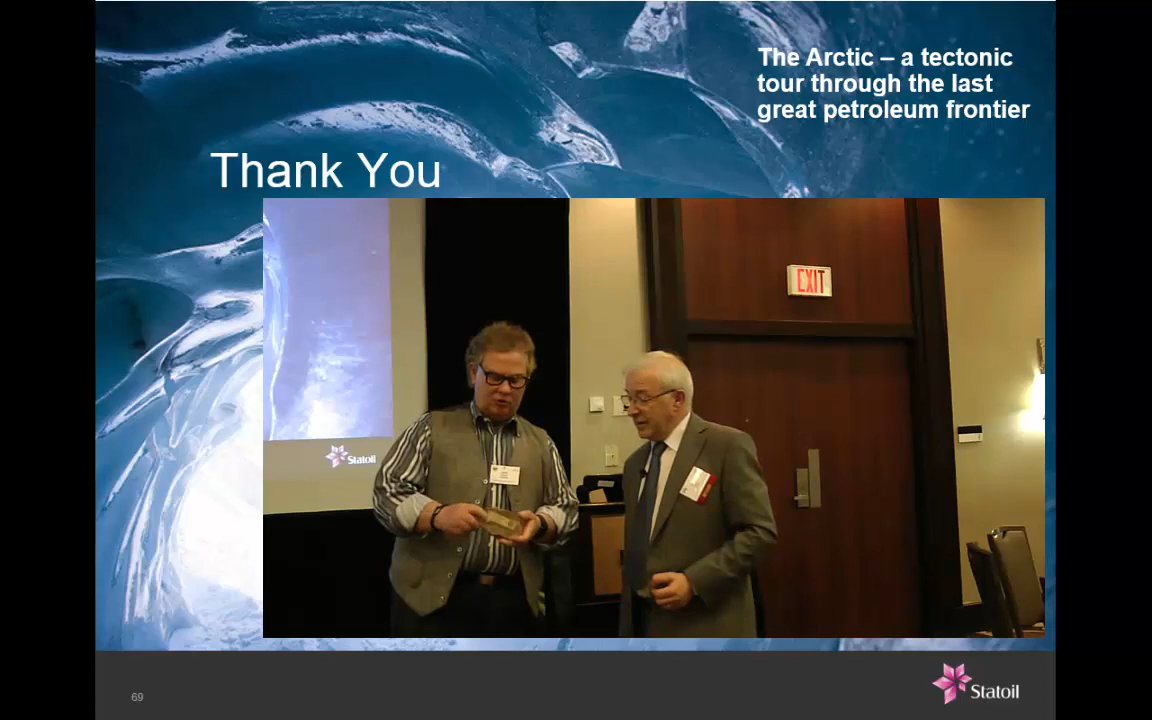 The Arctic – a tectonic
tour through the last
great petroleum frontier
Thank You
EXIT
Statoil
69
Statoil